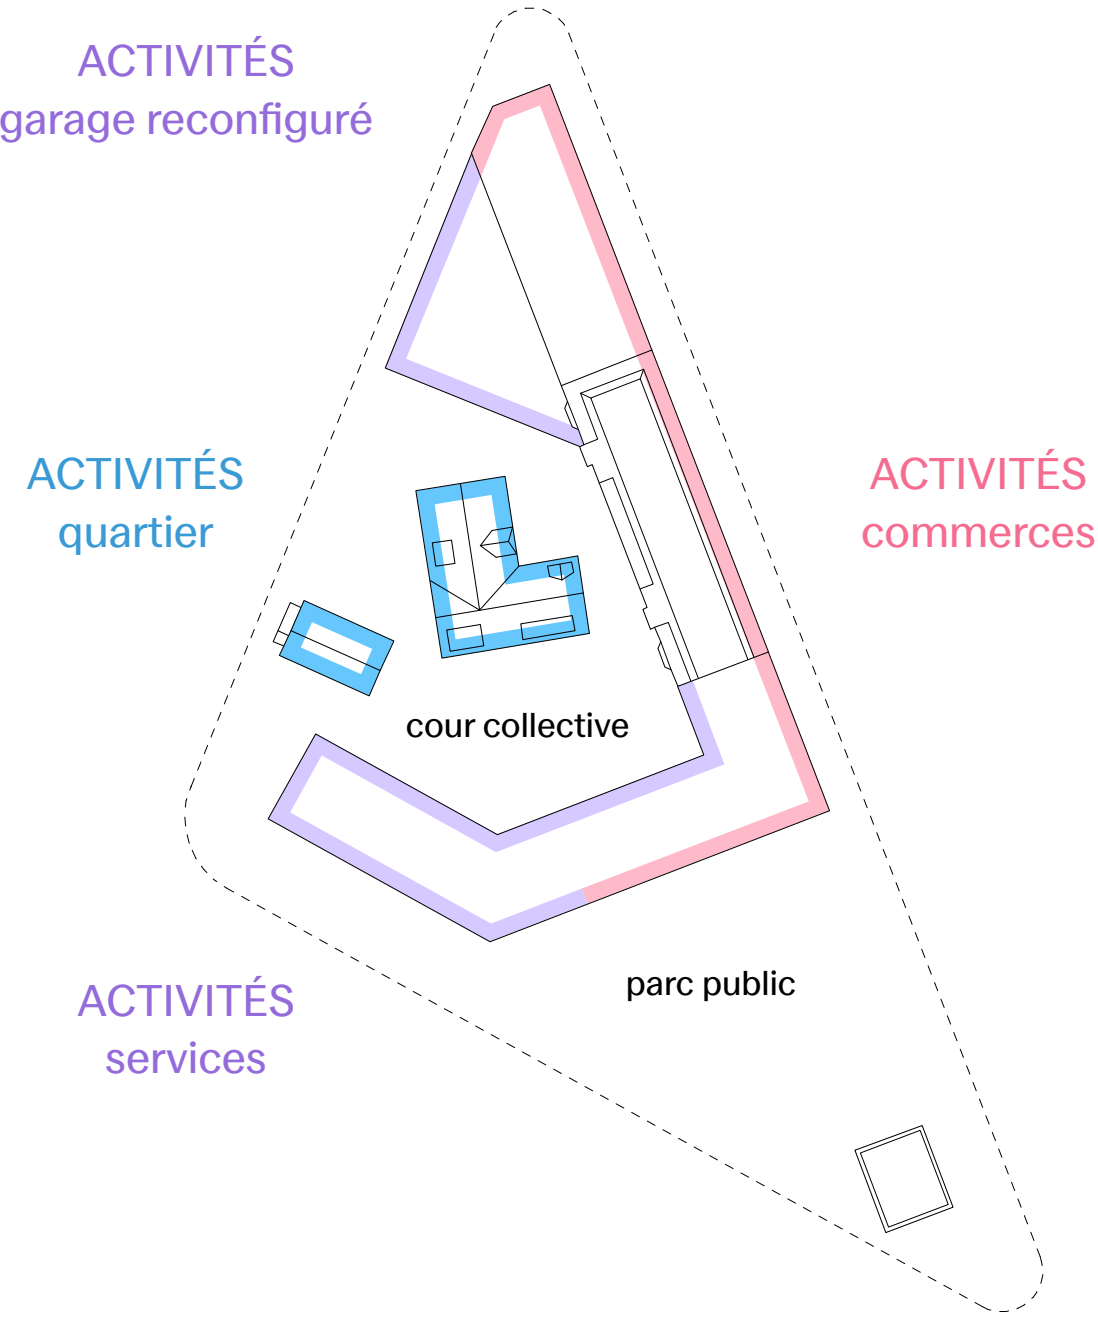 ACTIVITÉS
garage reconfiguré
ACTIVITÉS
quartier
ACTIVITÉS
commerces
cour collective
parc public
ACTIVITÉS
services